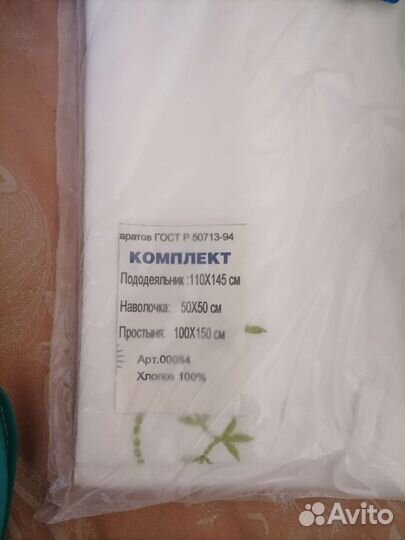 аратов ГОСТ Р 50713-94
КОМПЛЕКТ
Пододеяльник :110Х145 см
Наволочка: 50Х50 см
Простыня: 100Х150 см
Арт.00054
Хлопок 100%
Avito